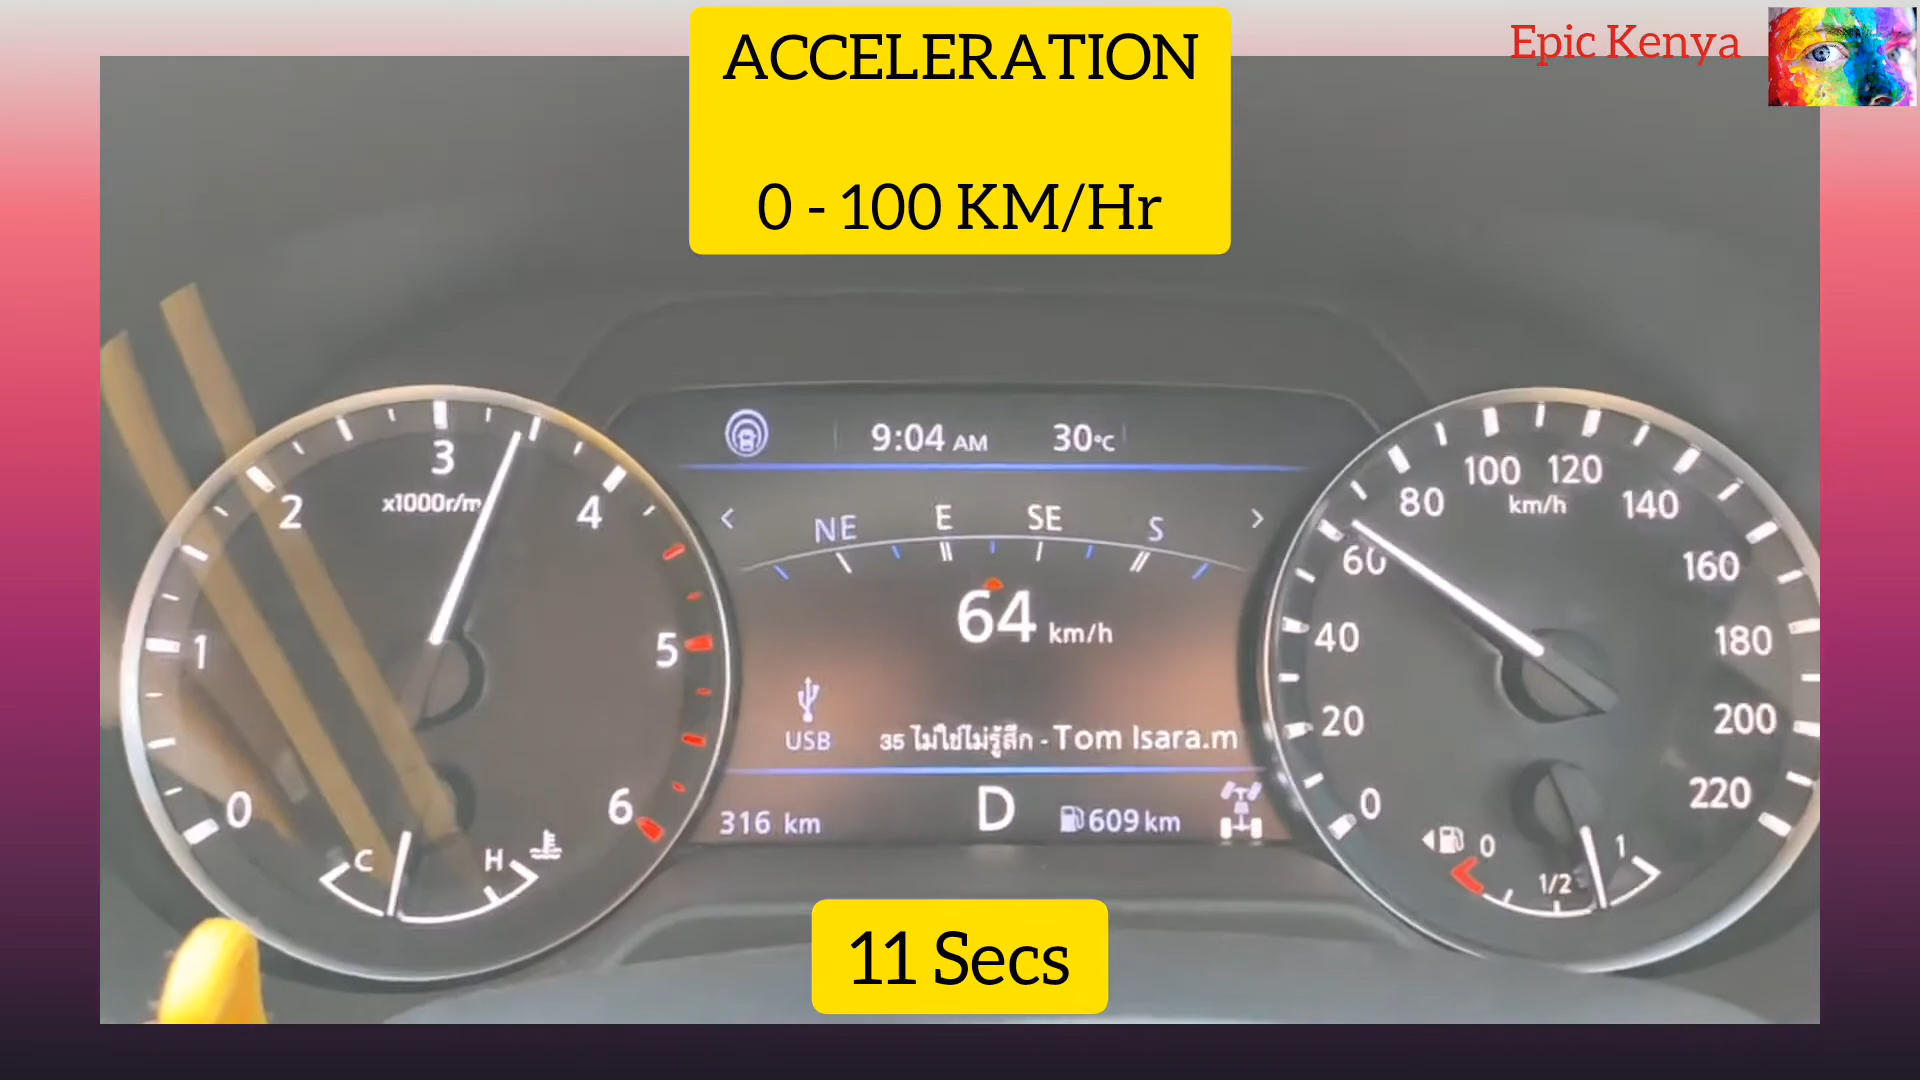 ACCELERATION
0 - 100 KM/Hr
Epic Kenya
9:04 AM 30°C
NE E SE S
64 km/h
USB
35 ไม่ใช่ไม่รู้สึก - Tom Isara.m
316 km D 609 km
0 1 2 3 4 5 6
x1000r/m
C H
0 20 40 60 80 100 120 140 160 180 200 220
km/h
0 1/2 1
11 Secs